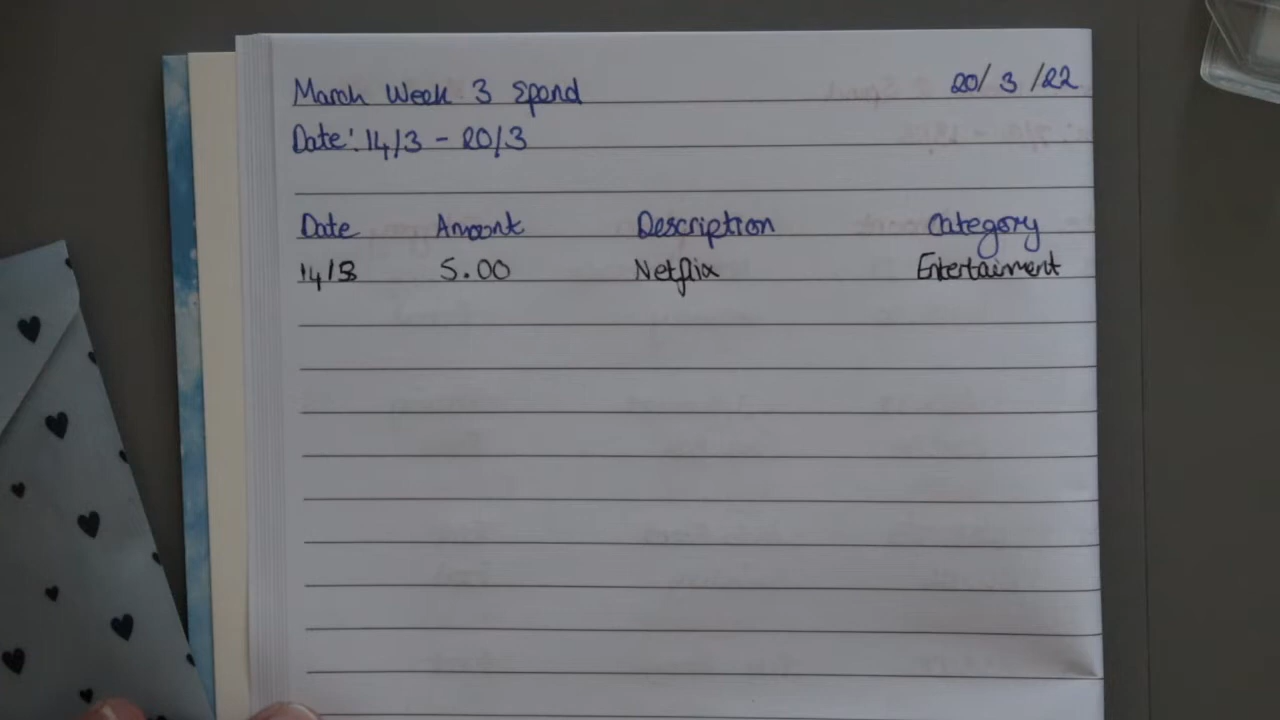 March Week 3 Spend 20/3/22
Date: 14/3 - 20/3
Date Amount Description Category
14/3 5.00 Netflix Entertainment